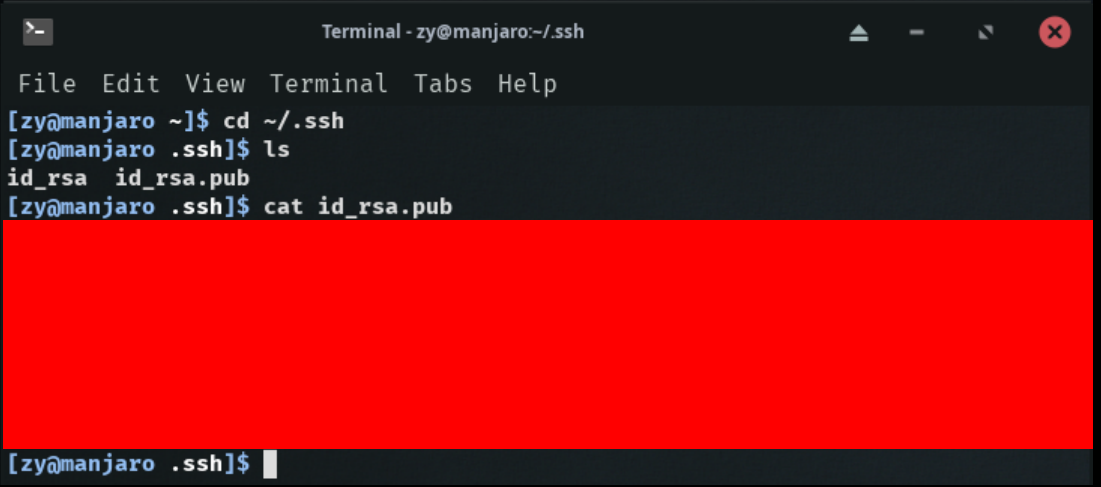 Terminal - zy@manjaro:~/.ssh
File Edit View Terminal Tabs Help
[zy@manjaro ~]$ cd ~/.ssh
[zy@manjaro .ssh]$ ls
id_rsa  id_rsa.pub
[zy@manjaro .ssh]$ cat id_rsa.pub
[zy@manjaro .ssh]$